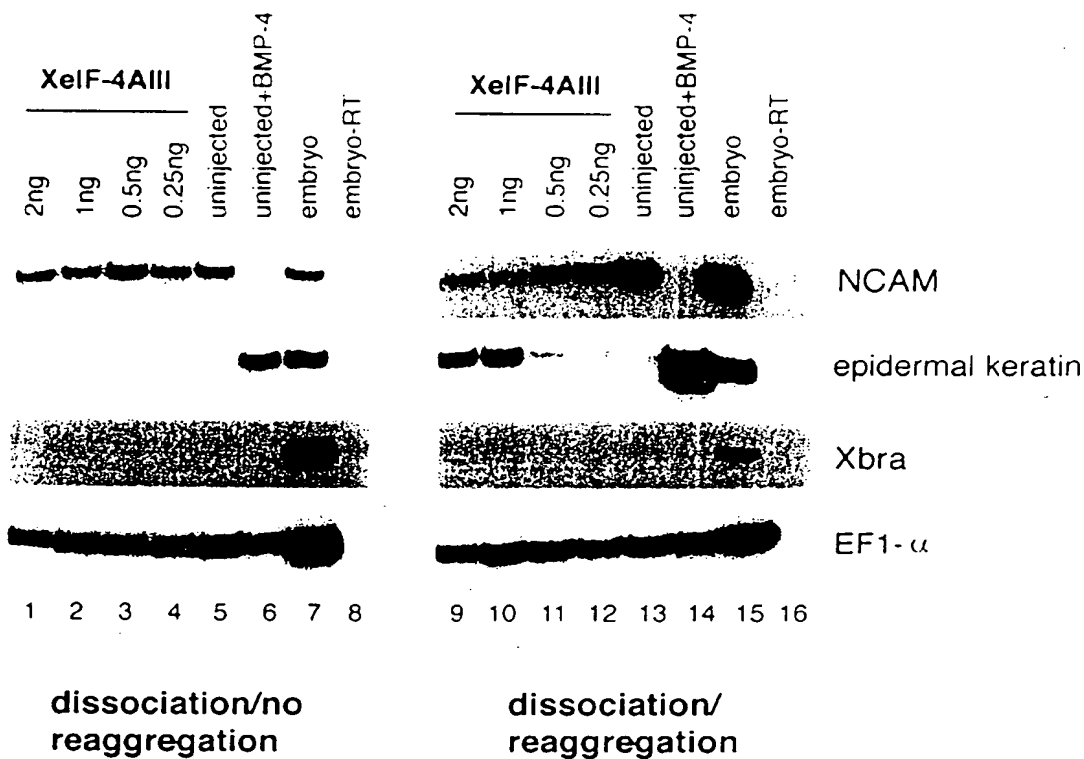 XeIF-4AIII
2ng
1ng
0.5ng
0.25ng
uninjected
uninjected+BMP-4
embryo
embryo-RT
XeIF-4AIII
2ng
1ng
0.5ng
0.25ng
uninjected
uninjected+BMP-4
embryo
embryo-RT
NCAM
epidermal keratin
Xbra
EF1-α
1 2 3 4 5 6 7 8 9 10 11 12 13 14 15 16
dissociation/no
reaggregation
dissociation/
reaggregation